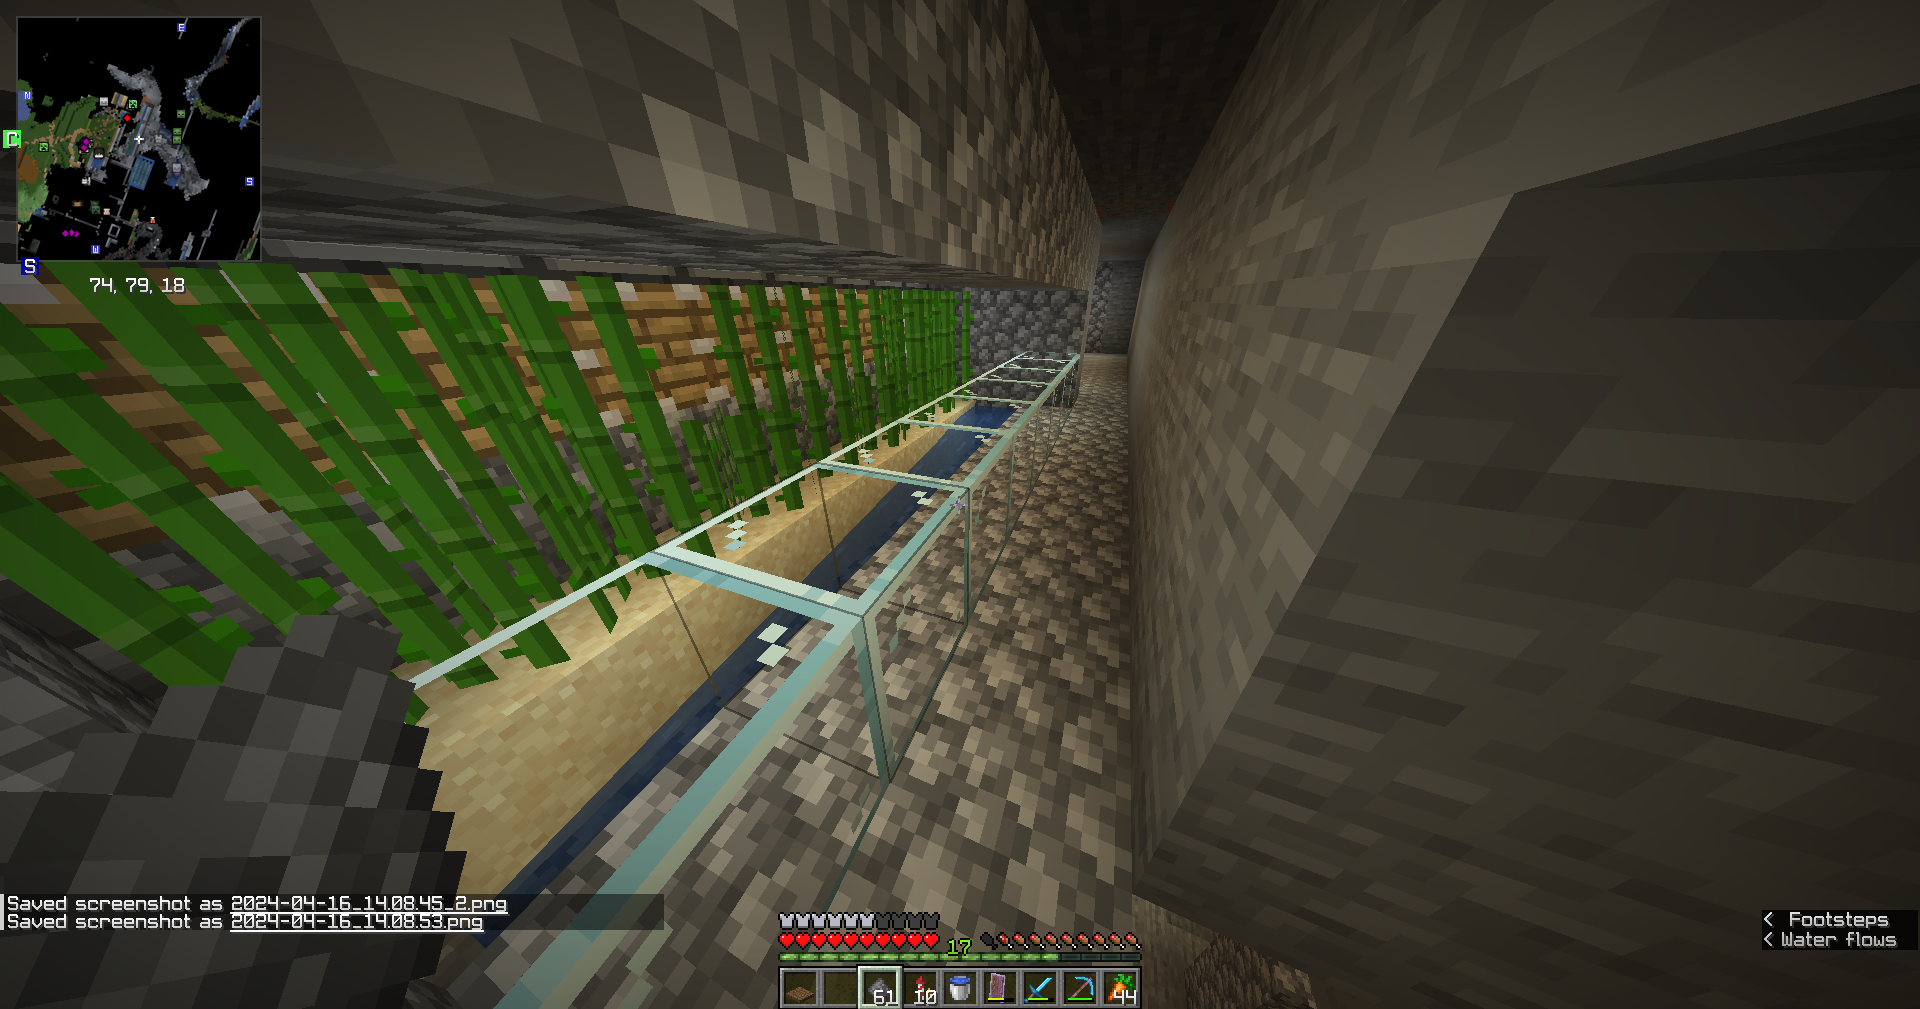 E
N
C
S
W
S
74, 79, 18
Saved screenshot as 2024-04-16_14.08.45_2.png
Saved screenshot as 2024-04-16_14.08.53.png
< Footsteps
< Water flows
17
61
10
44